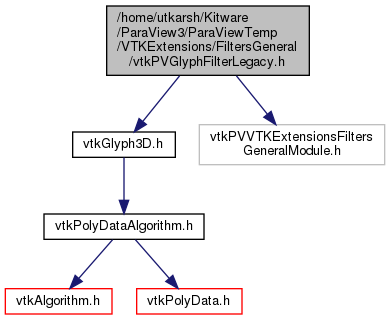 /home/utkarsh/Kitware
/ParaView3/ParaViewTemp
/VTKExtensions/FiltersGeneral
/vtkPVGlyphFilterLegacy.h
vtkGlyph3D.h
vtkPVVTKExtensionsFilters
GeneralModule.h
vtkPolyDataAlgorithm.h
vtkAlgorithm.h
vtkPolyData.h